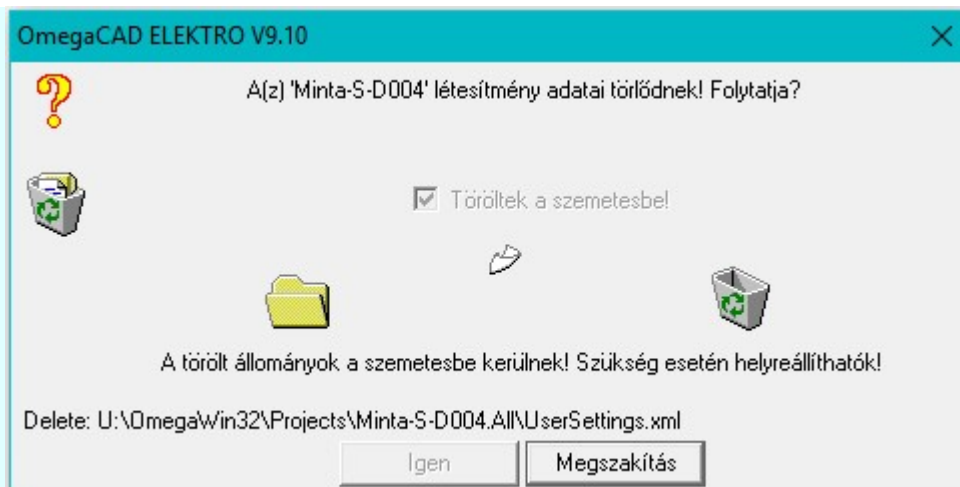 OmegaCAD ELEKTRO V9.10
A(z) 'Minta-S-D004' létesítmény adatai törlődnek! Folytatja?
Töröltek a szemetesbe!
A törölt állományok a szemetesbe kerülnek! Szükség esetén helyreállíthatók!
Delete: U:\OmegaWin32\Projects\Minta-S-D004.All\UserSettings.xml
Igen
Megszakítás